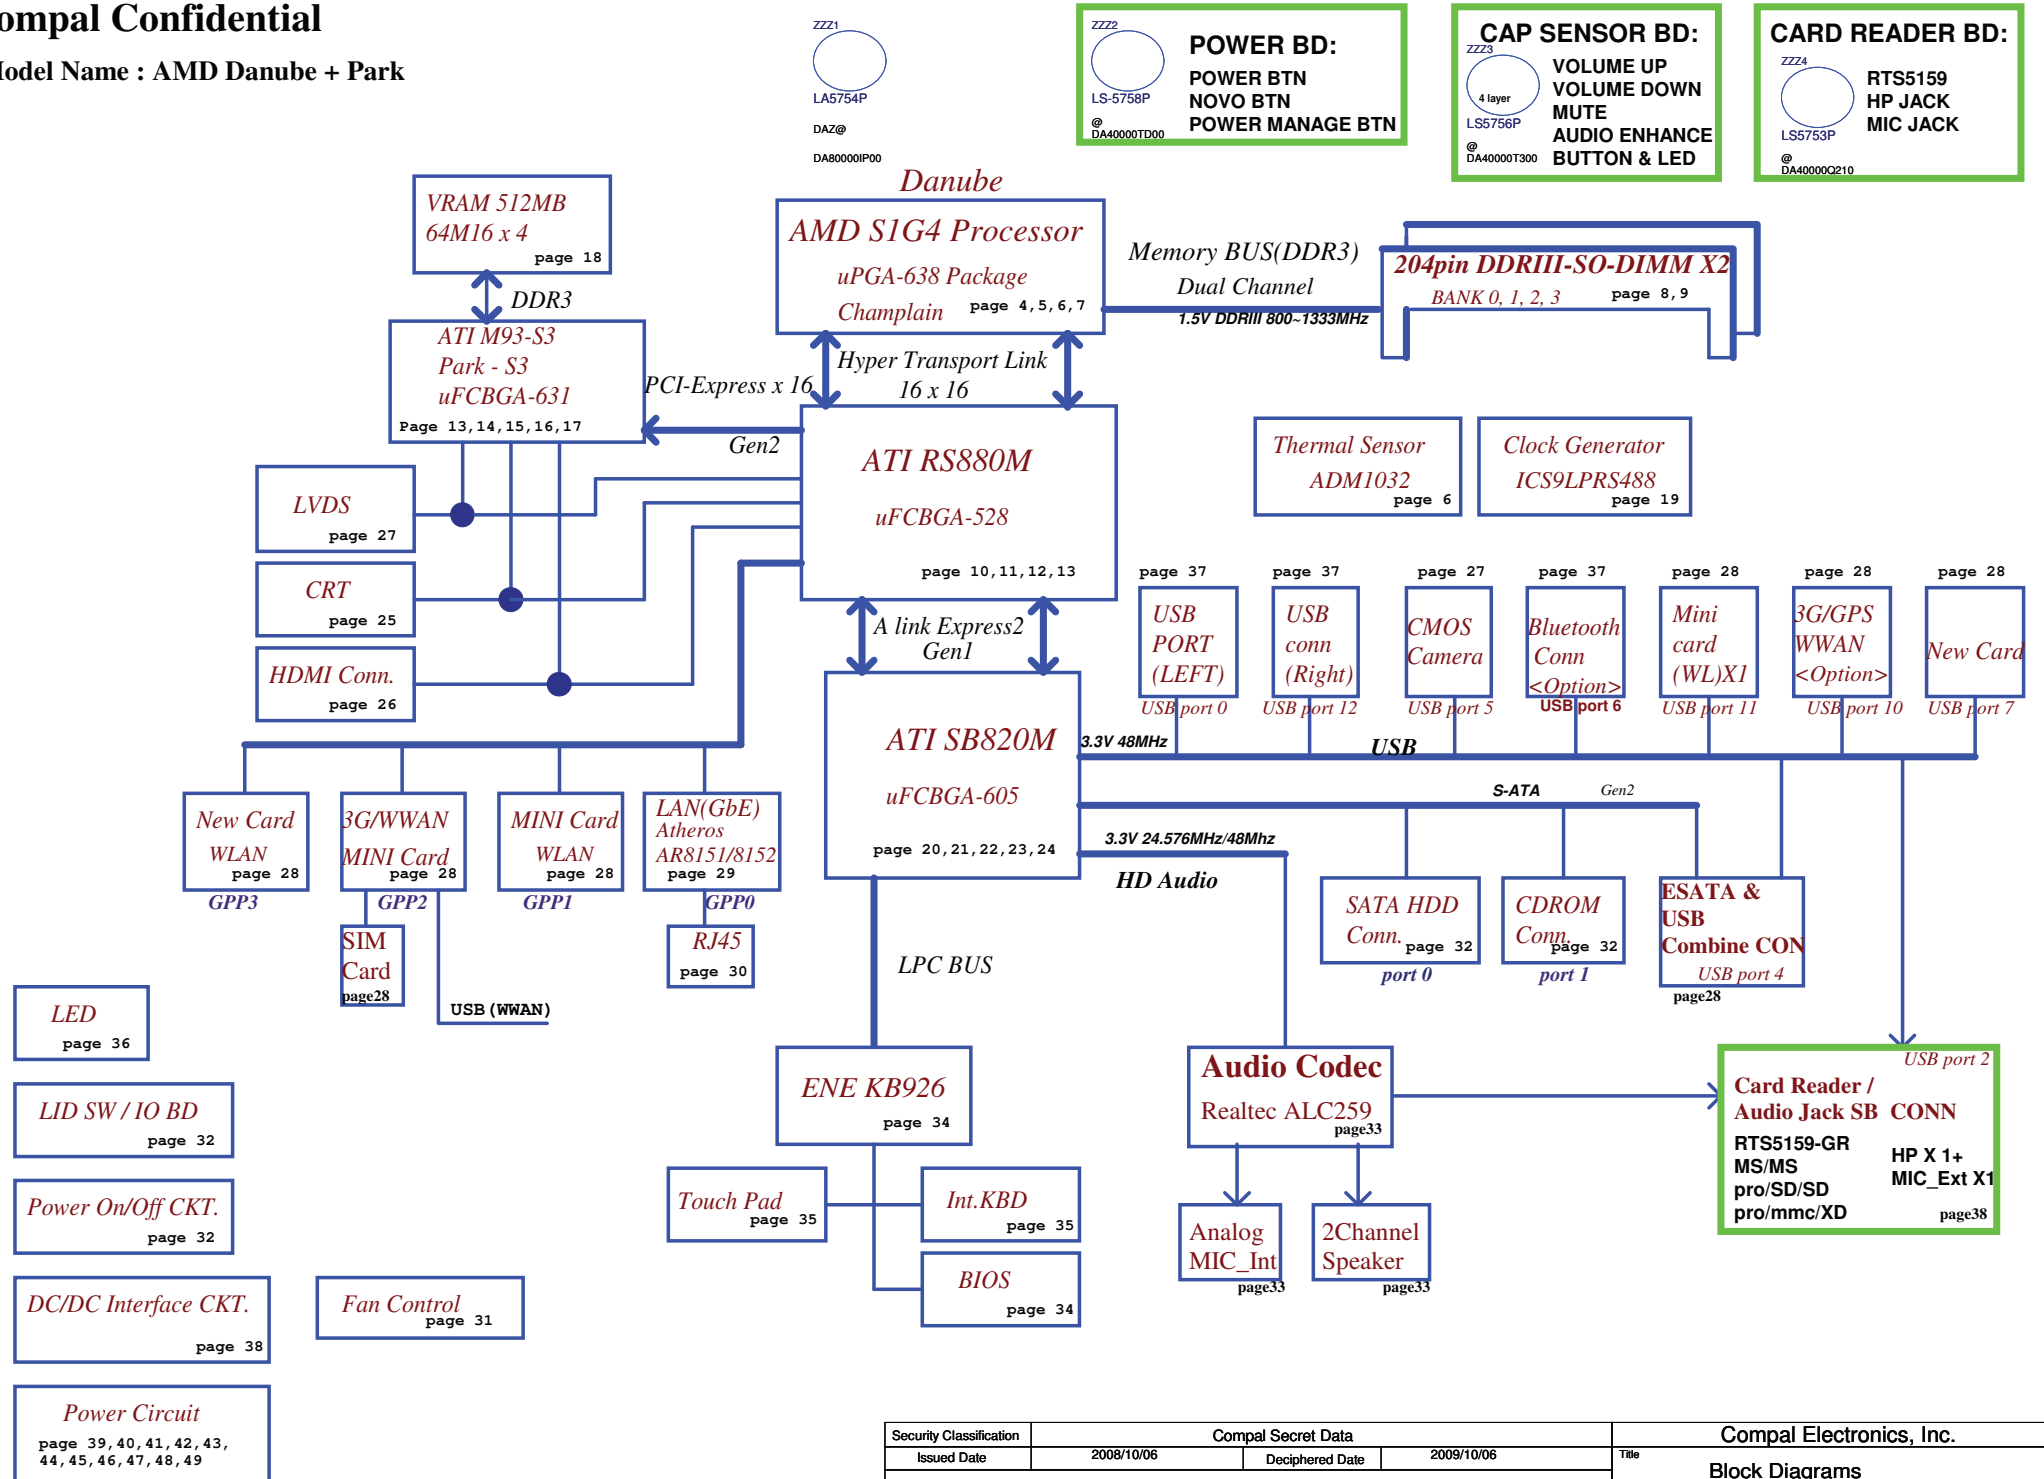 ompal Confidential
Model Name : AMD Danube + Park
ZZZ1
LA5754P
DAZ@
DA80000IP00
ZZZ2
LS-5758P
@
DA40000TD00
POWER BD:
POWER BTN
NOVO BTN
POWER MANAGE BTN
CAP SENSOR BD:
ZZZ3
4 layer
LS5756P
@
DA40000T300
VOLUME UP
VOLUME DOWN
MUTE
AUDIO ENHANCE
BUTTON & LED
CARD READER BD:
ZZZ4
LS5753P
@
DA40000Q210
RTS5159
HP JACK
MIC JACK
VRAM 512MB
64M16 x 4
page 18
DDR3
Danube
AMD S1G4 Processor
uPGA-638 Package
Champlain
page 4,5,6,7
Memory BUS(DDR3)
Dual Channel
1.5V DDRIII 800~1333MHz
204pin DDRIII-SO-DIMM X2
BANK 0, 1, 2, 3
page 8,9
ATI M93-S3
Park - S3
uFCBGA-631
Page 13,14,15,16,17
PCI-Express x 16
Gen2
Hyper Transport Link
16 x 16
ATI RS880M
uFCBGA-528
page 10,11,12,13
Thermal Sensor
ADM1032
page 6
Clock Generator
ICS9LPRS488
page 19
LVDS
page 27
CRT
page 25
HDMI Conn.
page 26
A link Express2
Gen1
page 37
USB
PORT
(LEFT)
USB port 0
page 37
USB
conn
(Right)
USB port 12
page 27
CMOS
Camera
USB port 5
page 37
Bluetooth
Conn
<Option>
USB port 6
page 28
Mini
card
(WL)X1
USB port 11
page 28
3G/GPS
WWAN
<Option>
USB port 10
page 28
New Card
USB port 7
ATI SB820M
uFCBGA-605
page 20,21,22,23,24
3.3V 48MHz
USB
S-ATA
Gen2
3.3V 24.576MHz/48Mhz
HD Audio
New Card
WLAN
page 28
GPP3
3G/WWAN
MINI Card
page 28
GPP2
MINI Card
WLAN
page 28
GPP1
LAN(GbE)
Atheros
AR8151/8152
page 29
GPP0
SIM
Card
page28
USB(WWAN)
RJ45
page 30
LPC BUS
SATA HDD
Conn.
page 32
port 0
CDROM
Conn.
page 32
port 1
ESATA &
USB
Combine CON
USB port 4
page28
LED
page 36
LID SW / IO BD
page 32
Power On/Off CKT.
page 32
DC/DC Interface CKT.
page 38
Fan Control
page 31
Power Circuit
page 39,40,41,42,43,
44,45,46,47,48,49
ENE KB926
page 34
Touch Pad
page 35
Int.KBD
page 35
BIOS
page 34
Audio Codec
Realtec ALC259
page33
Analog
MIC_Int
page33
2Channel
Speaker
page33
USB port 2
Card Reader /
Audio Jack SB CONN
RTS5159-GR
MS/MS
pro/SD/SD
pro/mmc/XD
HP X 1+
MIC_Ext X1
page38
Security Classification
Compal Secret Data
Issued Date
2008/10/06
Deciphered Date
2009/10/06
Compal Electronics, Inc.
Title
Block Diagrams